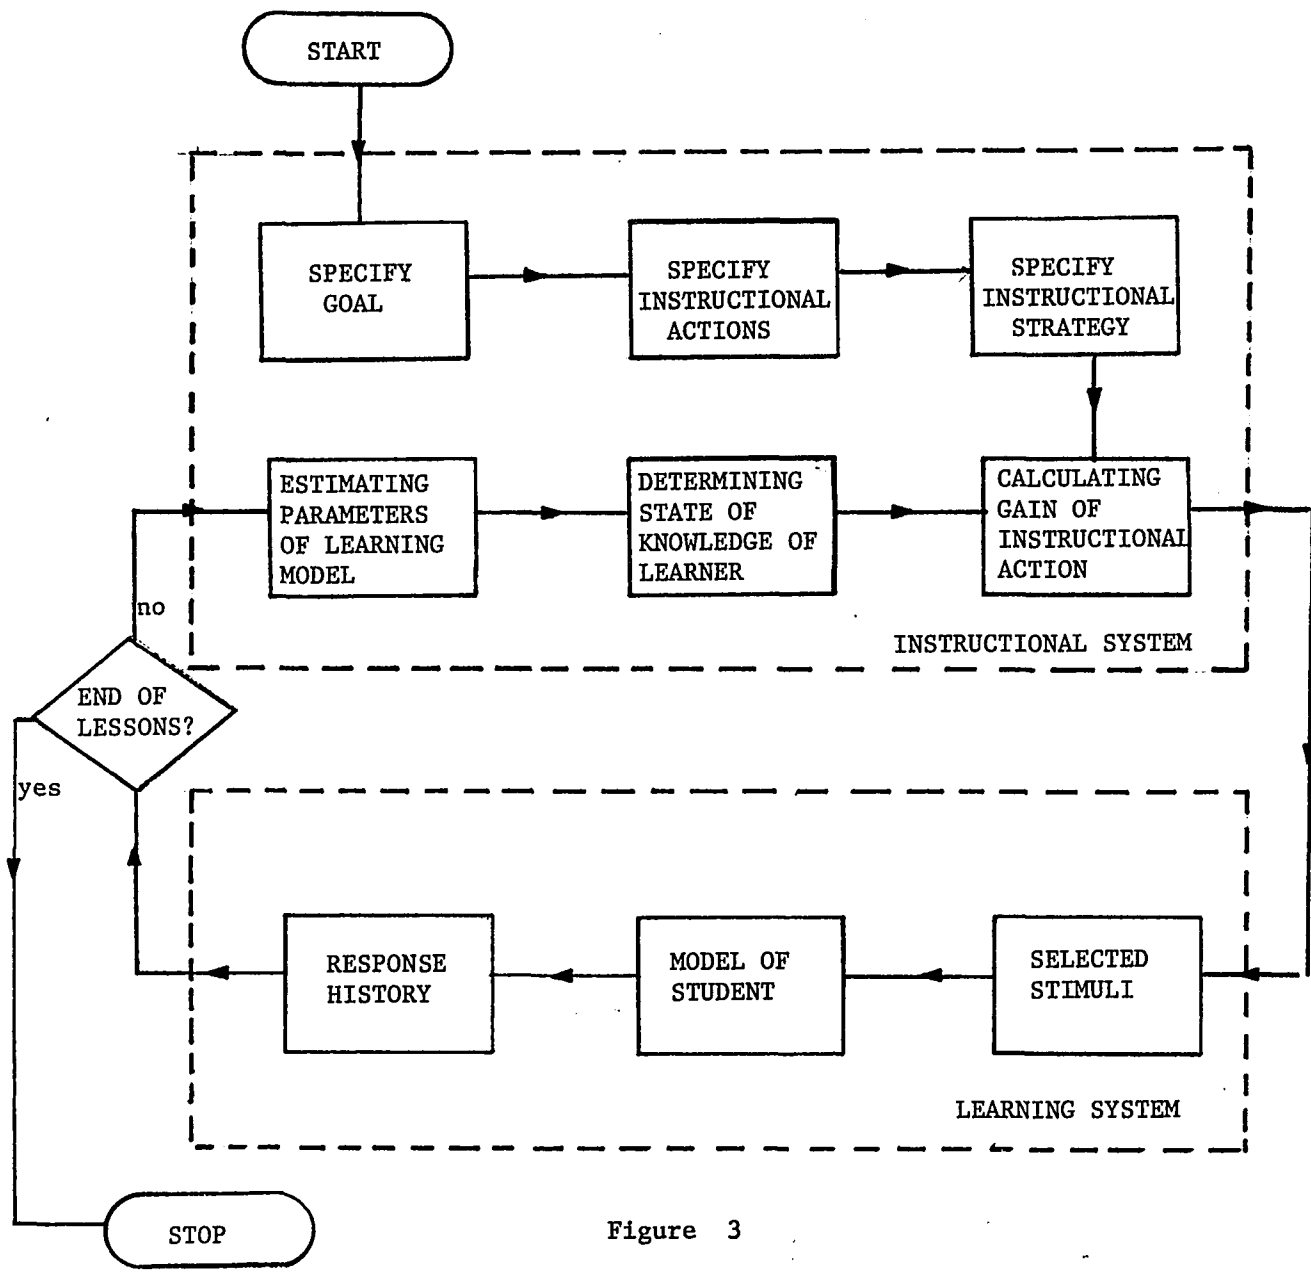 START
SPECIFY
GOAL
SPECIFY
INSTRUCTIONAL
ACTIONS
SPECIFY
INSTRUCTIONAL
STRATEGY
ESTIMATING
PARAMETERS
OF LEARNING
MODEL
DETERMINING
STATE OF
KNOWLEDGE OF
LEARNER
CALCULATING
GAIN OF
INSTRUCTIONAL
ACTION
no
INSTRUCTIONAL SYSTEM
END OF
LESSONS?
yes
RESPONSE
HISTORY
MODEL OF
STUDENT
SELECTED
STIMULI
LEARNING SYSTEM
STOP
Figure 3